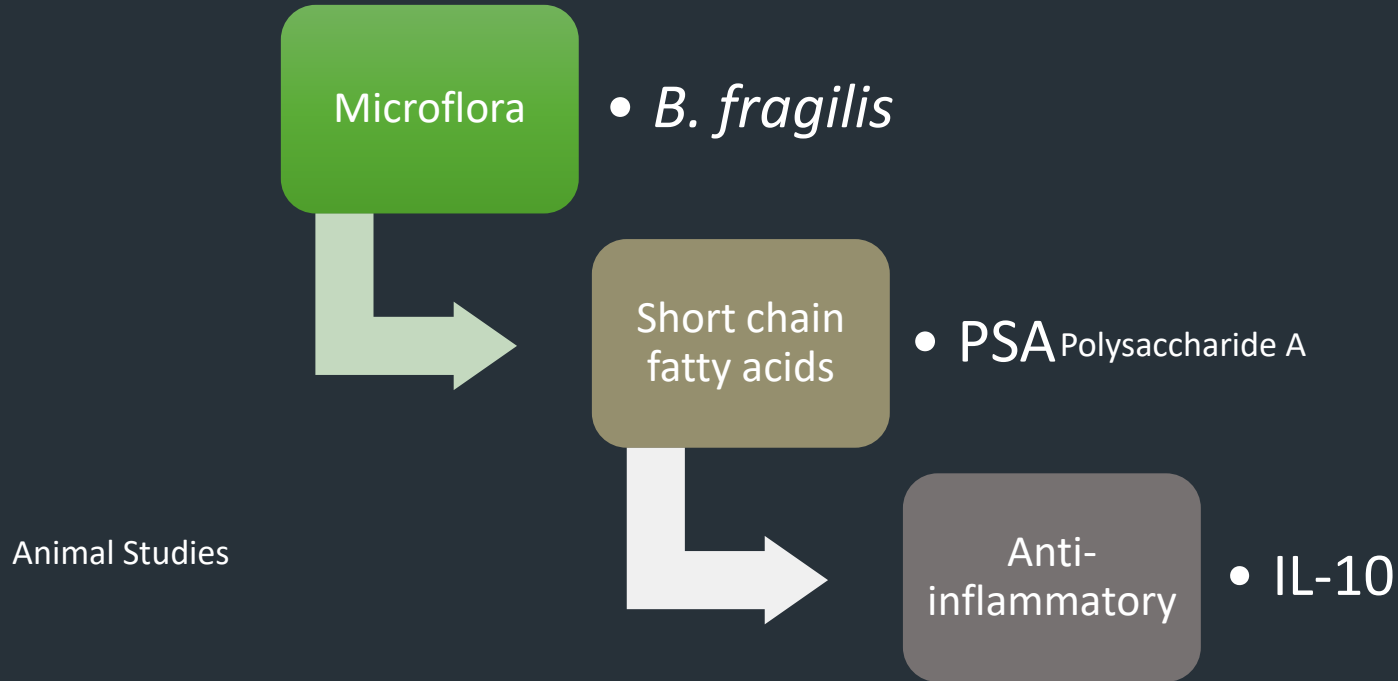 Microflora
• B. fragilis
Short chain
fatty acids
• PSA Polysaccharide A
Animal Studies
Anti-
inflammatory
• IL-10